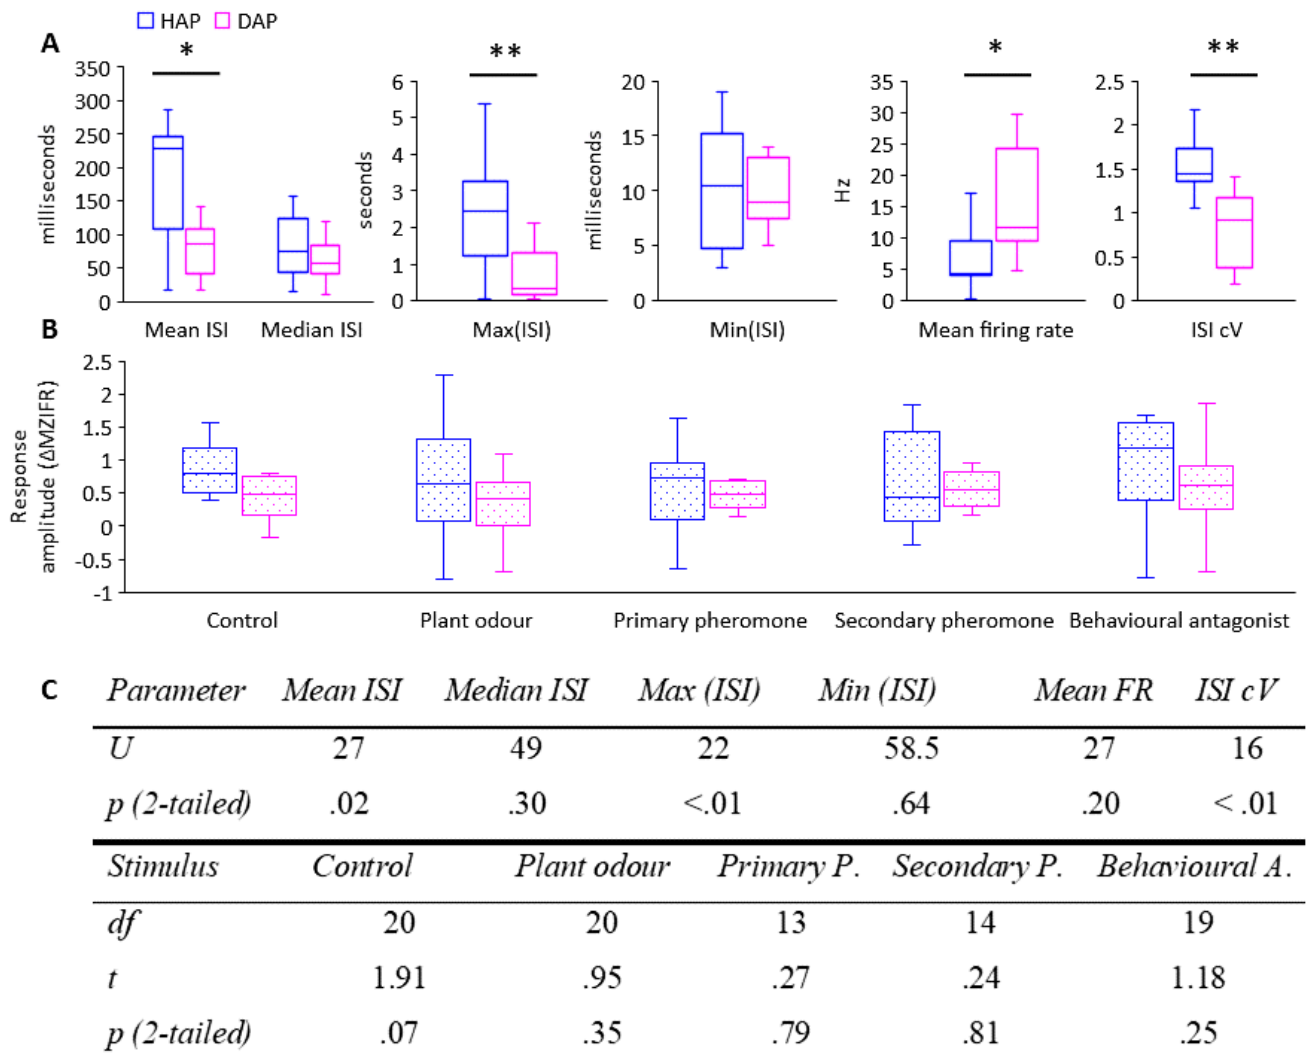 HAP DAP
A
* ** * **
350 300 250 200 150 100 50 0
milliseconds
6 5 4 3 2 1 0
seconds
20 15 10 5 0
milliseconds
35 30 25 20 15 10 5 0
Hz
2.5 2 1.5 1 0.5 0
Mean ISI Median ISI Max(ISI) Min(ISI) Mean firing rate ISI cV
B
2.5 2 1.5 1 0.5 0 -0.5 -1
Response
amplitude (ΔMZIFR)
Control Plant odour Primary pheromone Secondary pheromone Behavioural antagonist
C
Parameter Mean ISI Median ISI Max (ISI) Min (ISI) Mean FR ISI cV
U 27 49 22 58.5 27 16
p (2-tailed) .02 .30 <.01 .64 .20 < .01
Stimulus Control Plant odour Primary P. Secondary P. Behavioural A.
df 20 20 13 14 19
t 1.91 .95 .27 .24 1.18
p (2-tailed) .07 .35 .79 .81 .25